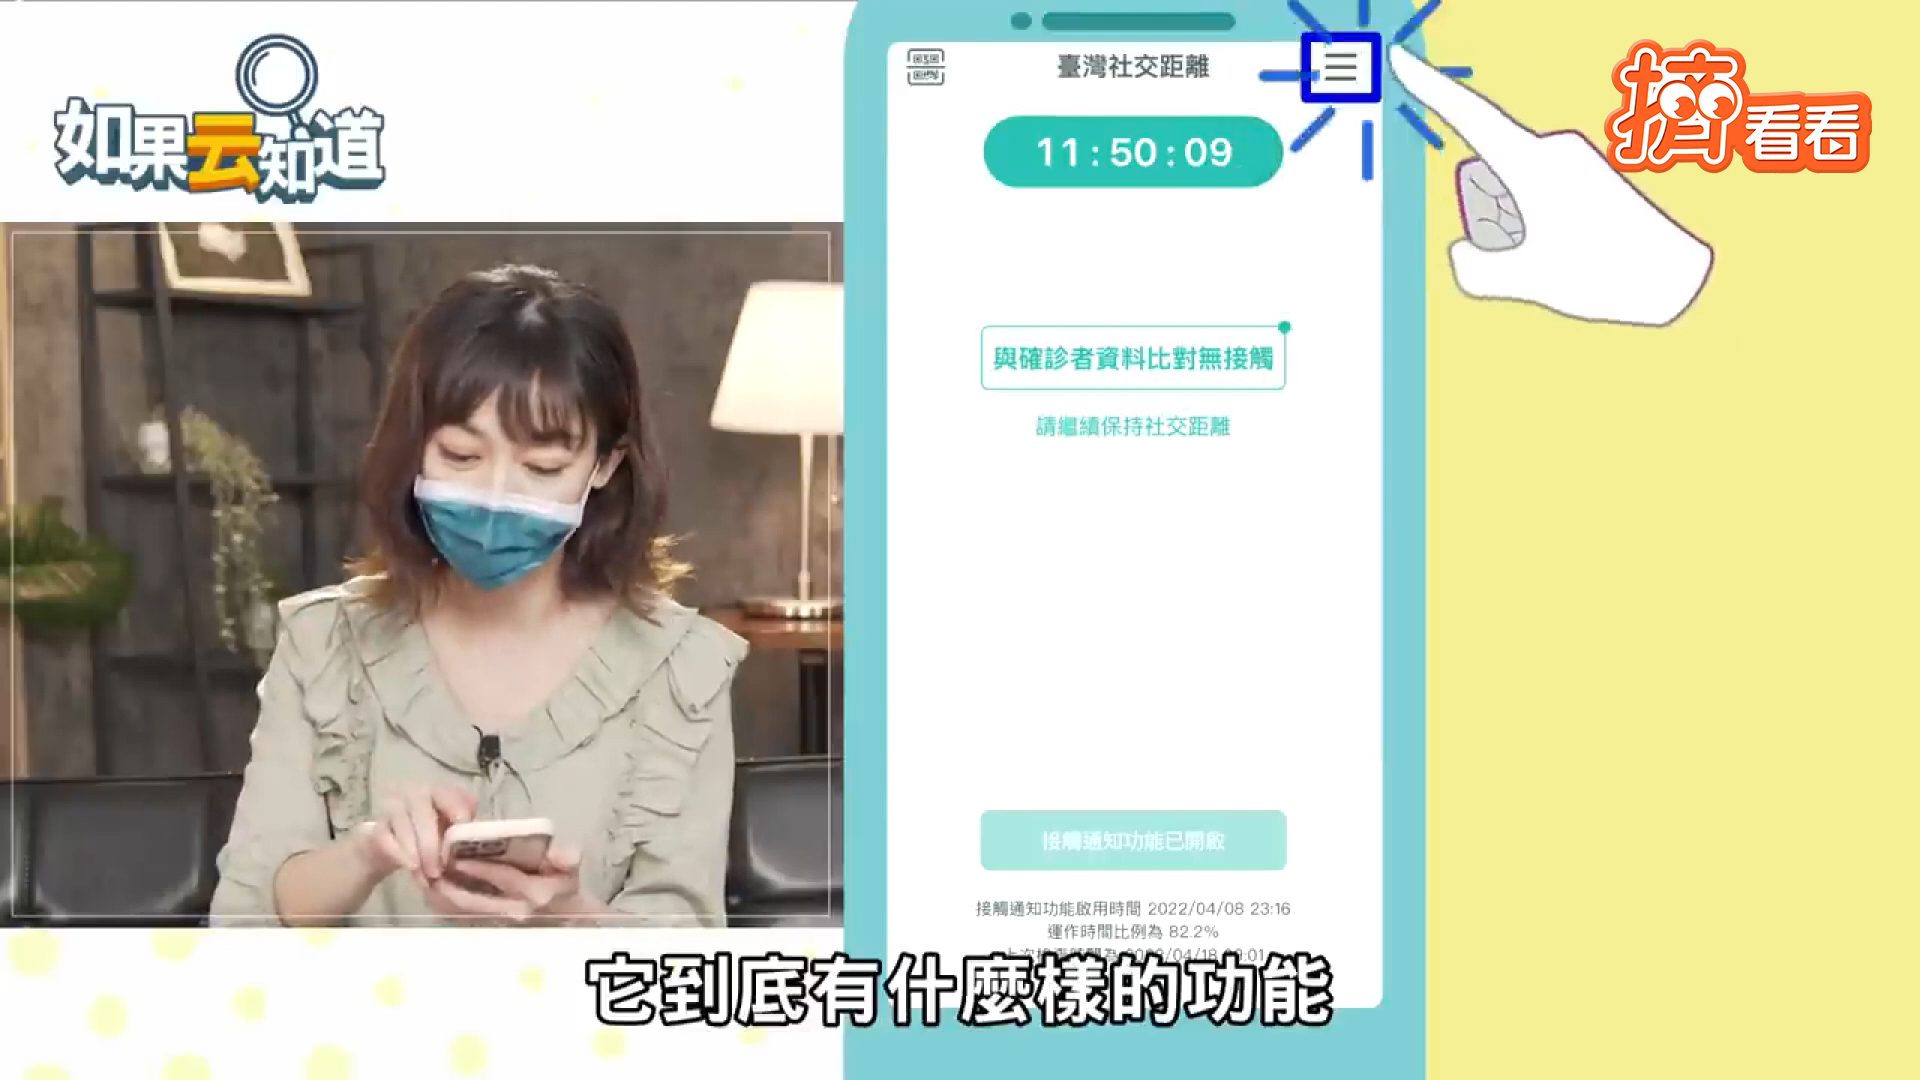 如果云知道
臺灣社交距離
11:50:09
擠看看
與確診者資料比對無接觸
請繼續保持社交距離
接觸通知功能已開啟
接觸通知功能啟用時間 2022/04/08 23:16
運作時間比例為 82.2%
它到底有什麼樣的功能